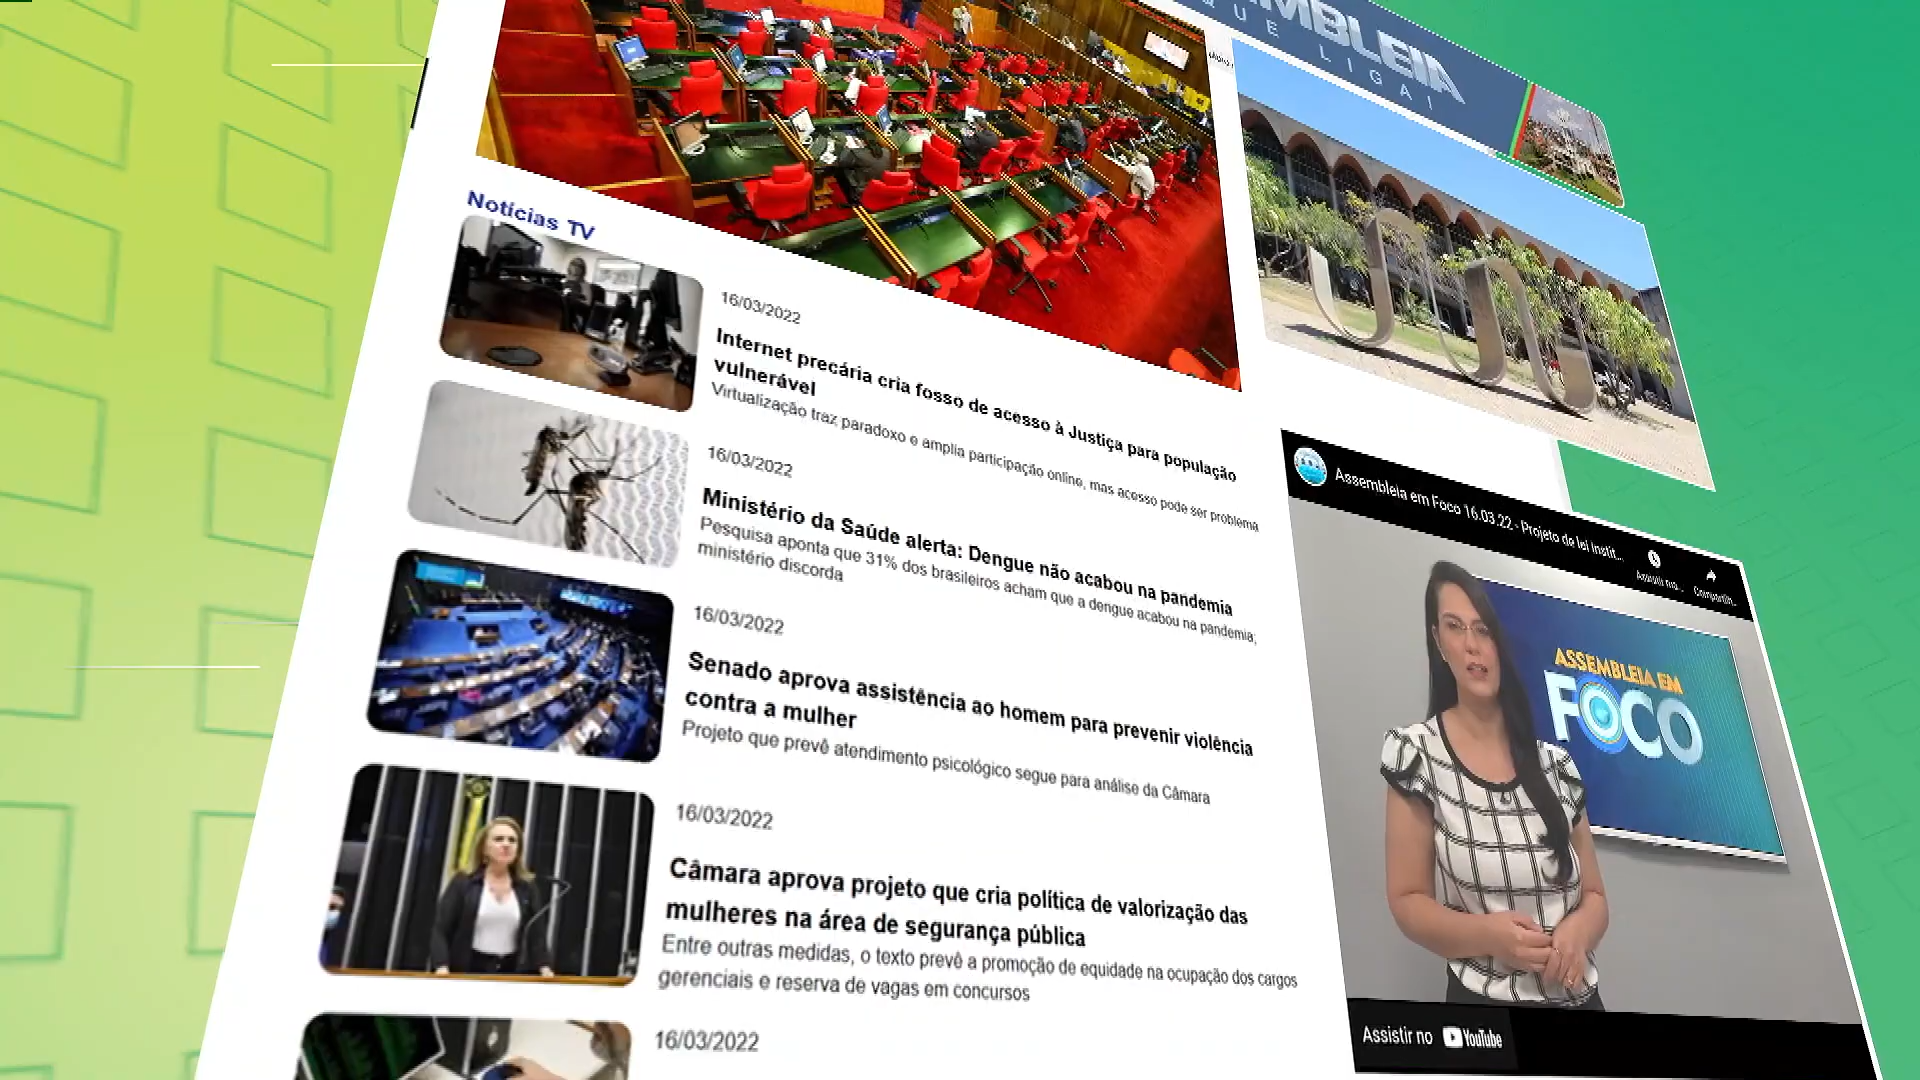 QUE LIGA!
Notícias TV
16/03/2022
Internet precária cria fosso de acesso à Justiça para população
vulnerável
Virtualização traz paradoxo e amplia participação online, mas acesso pode ser problema
16/03/2022
Ministério da Saúde alerta: Dengue não acabou na pandemia
Pesquisa aponta que 31% dos brasileiros acham que a dengue acabou na pandemia;
ministério discorda
16/03/2022
Senado aprova assistência ao homem para prevenir violência
contra a mulher
Projeto que prevê atendimento psicológico segue para análise da Câmara
16/03/2022
Câmara aprova projeto que cria política de valorização das
mulheres na área de segurança pública
Entre outras medidas, o texto prevê a promoção de equidade na ocupação dos cargos
gerenciais e reserva de vagas em concursos
16/03/2022
Assembleia em Foco 16.03.22 - Projeto de lei instit...
Assistir ma...
Compartilh...
ASSEMBLEIA EM
FOCO
Assistir no YouTube